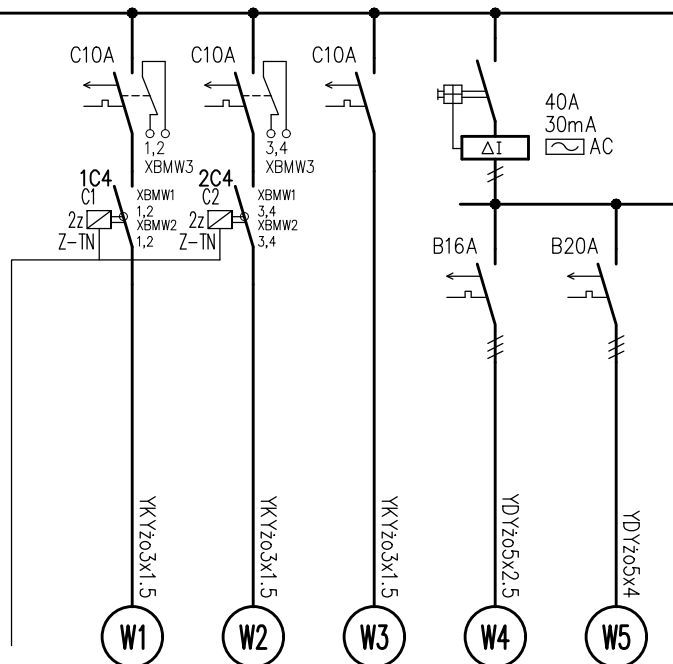 C10A
C10A
C10A
40A
30mA
AC
ΔI
1,2
XBMW3
3,4
XBMW3
1C4
C1
2z
Z-TN
XBMW1
1,2
XBMW2
1,2
2C4
C2
2z
Z-TN
XBMW1
3,4
XBMW2
3,4
B16A
B20A
YKYżo3x1.5
YKYżo3x1.5
YKYżo3x1.5
YDYżo5x2.5
YDYżo5x4
W1
W2
W3
W4
W5